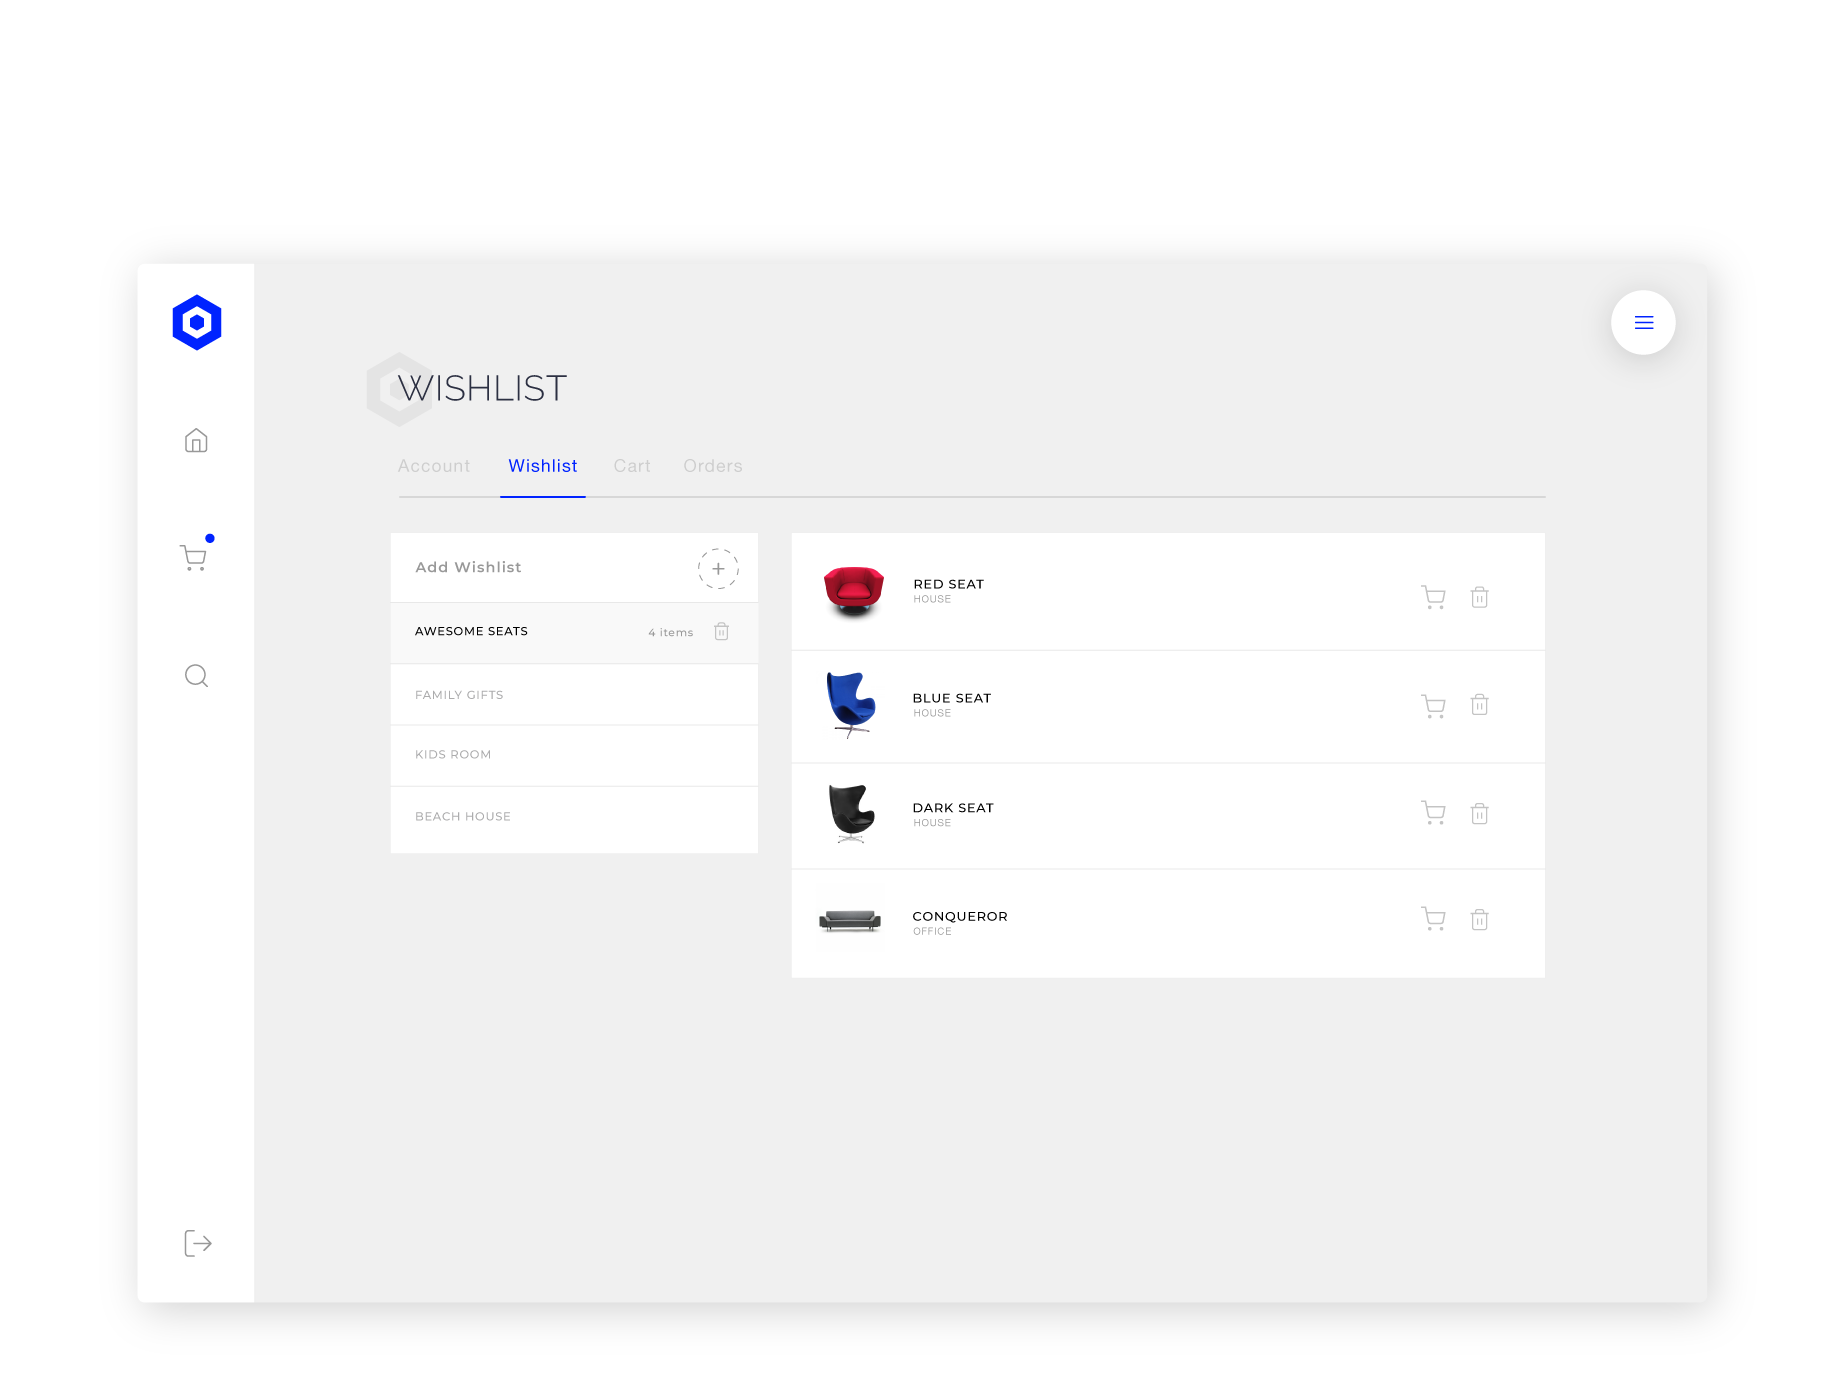 WISHLIST
Account Wishlist Cart Orders
Add Wishlist
AWESOME SEATS 4 items
FAMILY GIFTS
KIDS ROOM
BEACH HOUSE
RED SEAT
HOUSE
BLUE SEAT
HOUSE
DARK SEAT
HOUSE
CONQUEROR
OFFICE